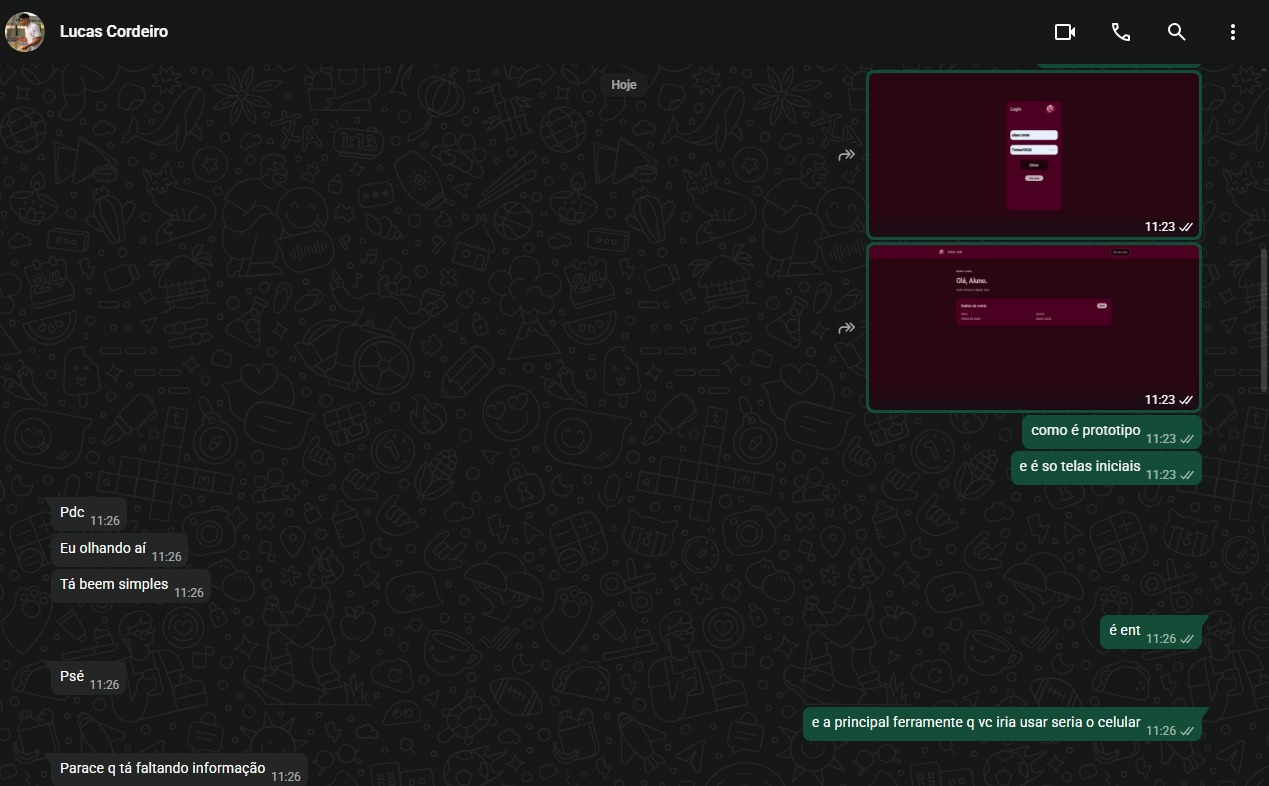 Lucas Cordeiro
Hoje
Login
11:23
Olá, Aluno.
11:23
como é prototipo 11:23
e é so telas iniciais 11:23
Pdc 11:26
Eu olhando aí 11:26
Tá beem simples 11:26
é ent 11:26
Psé 11:26
e a principal ferramente q vc iria usar seria o celular 11:26
Parace q tá faltando informação 11:26